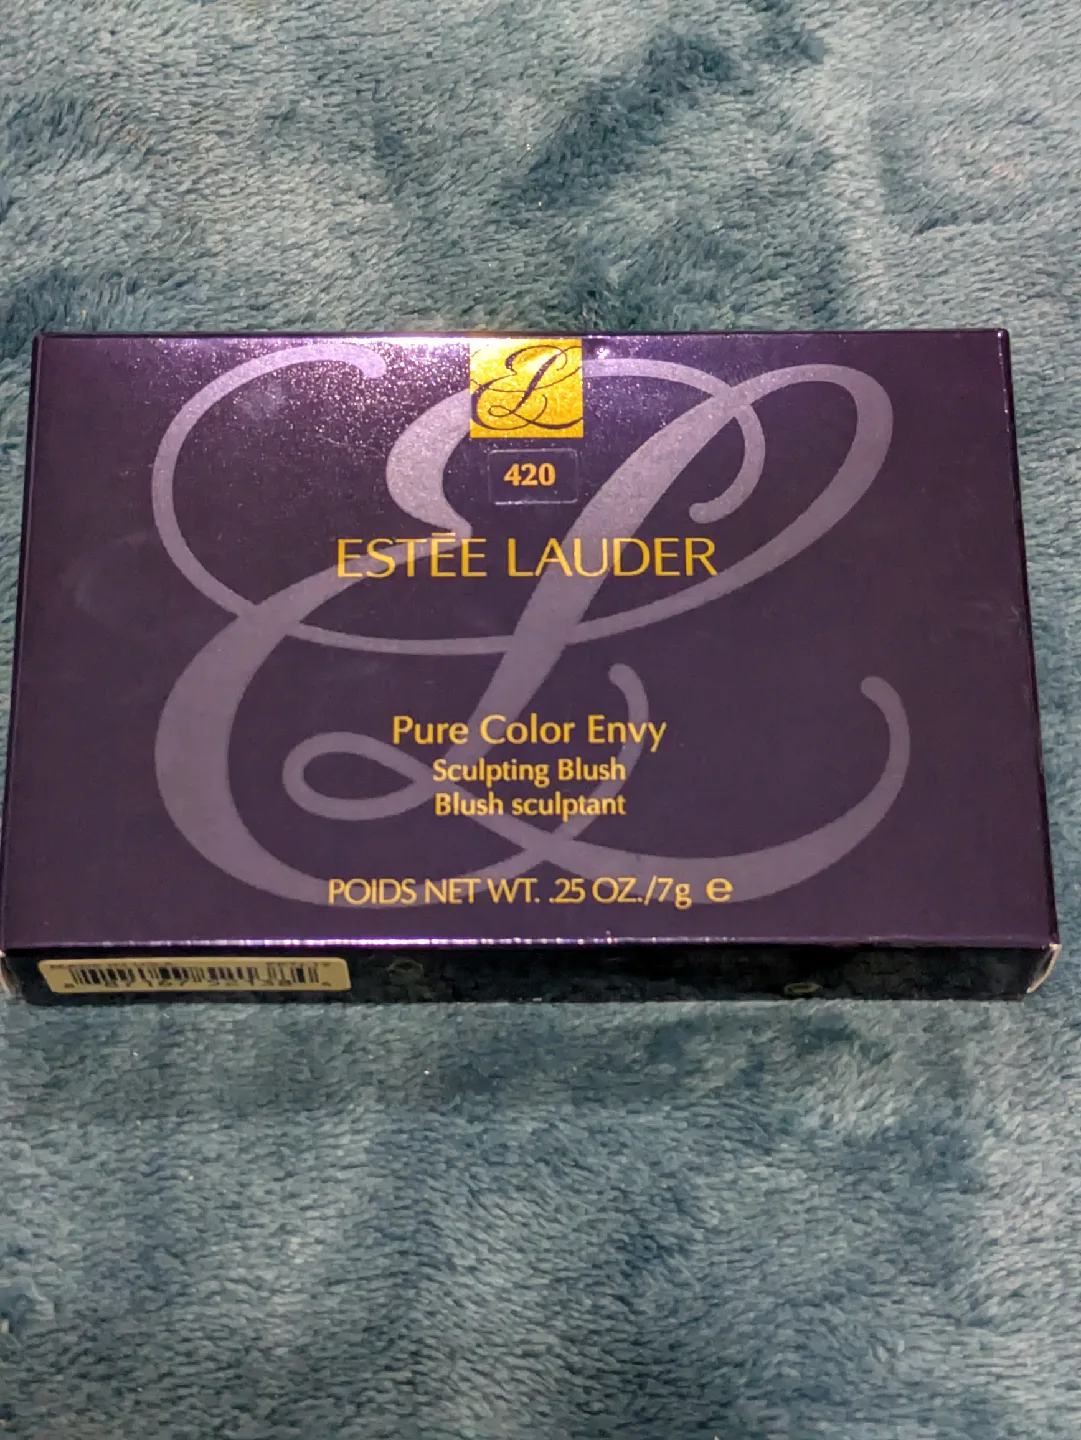 420
ESTĒE LAUDER
Pure Color Envy
Sculpting Blush
Blush sculptant
POIDS NET WT. .25 OZ./7g e